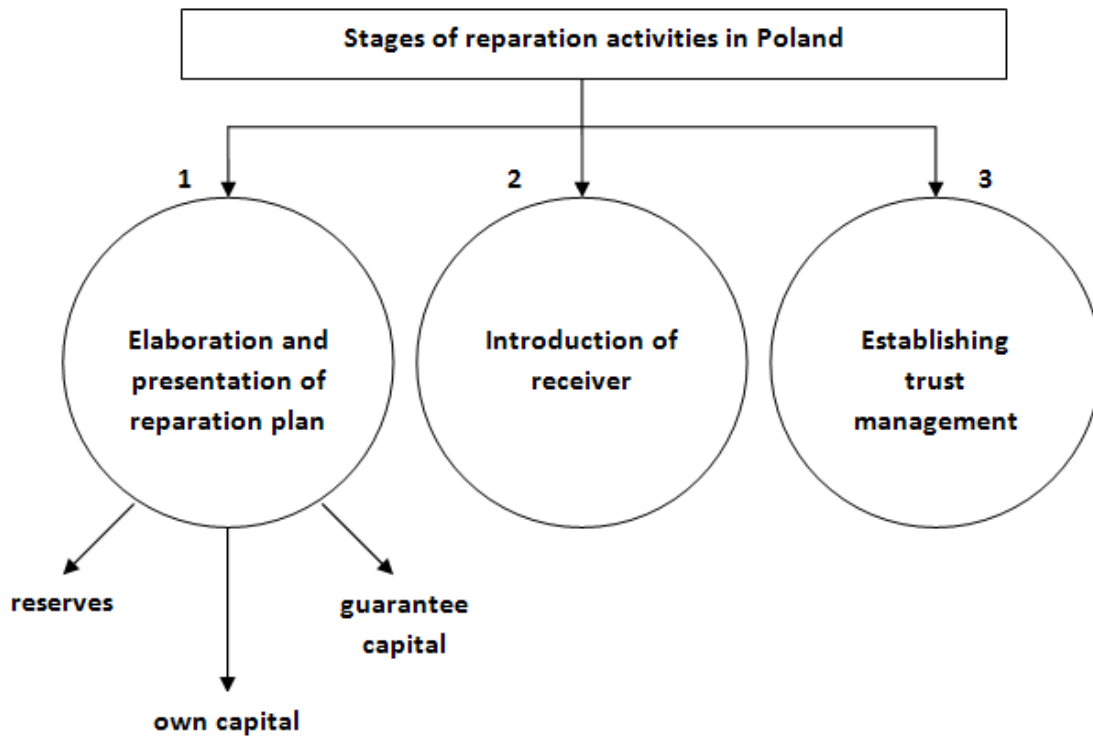 Stages of reparation activities in Poland
1
2
3
Elaboration and
presentation of
reparation plan
Introduction of
receiver
Establishing
trust
management
reserves
guarantee
capital
own capital